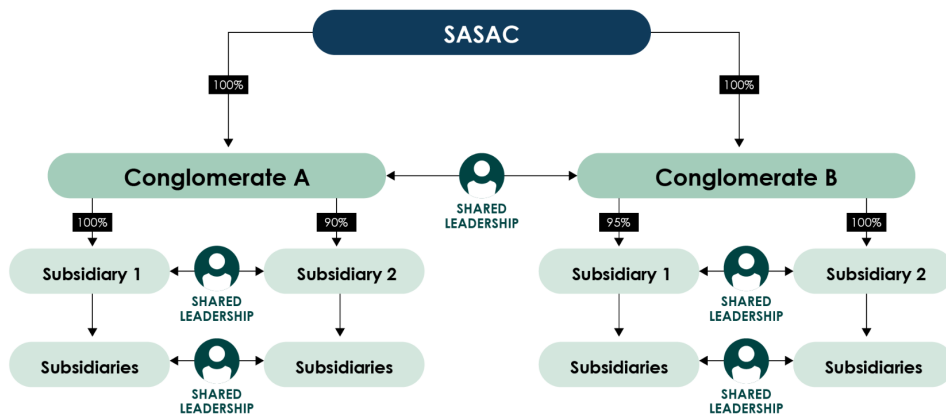 SASAC
100%
100%
Conglomerate A
Conglomerate B
SHARED
LEADERSHIP
100%
90%
95%
100%
Subsidiary 1
Subsidiary 2
Subsidiary 1
Subsidiary 2
SHARED
LEADERSHIP
SHARED
LEADERSHIP
Subsidiaries
Subsidiaries
Subsidiaries
Subsidiaries
SHARED
LEADERSHIP
SHARED
LEADERSHIP